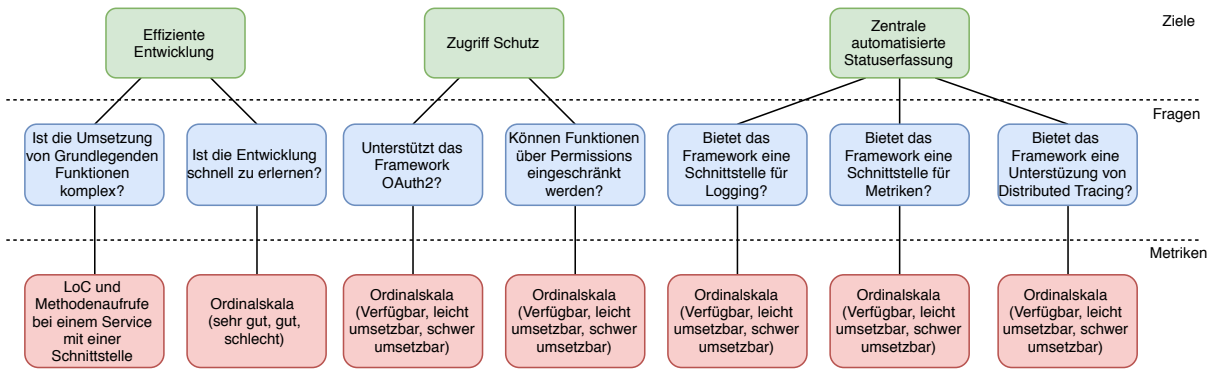 Ziele
Effiziente
Entwicklung
Zugriff Schutz
Zentrale
automatisierte
Statuserfassung
Fragen
Ist die Umsetzung
von Grundlegenden
Funktionen
komplex?
Ist die Entwicklung
schnell zu erlernen?
Unterstützt das
Framework
OAuth2?
Können Funktionen
über Permissions
eingeschränkt
werden?
Bietet das
Framework eine
Schnittstelle für
Logging?
Bietet das
Framework eine
Schnittstelle für
Metriken?
Bietet das
Framework eine
Unterstüzung von
Distributed Tracing?
Metriken
LoC und
Methodenaufrufe
bei einem Service
mit einer
Schnittstelle
Ordinalskala
(sehr gut, gut,
schlecht)
Ordinalskala
(Verfügbar, leicht
umsetzbar, schwer
umsetzbar)
Ordinalskala
(Verfügbar, leicht
umsetzbar, schwer
umsetzbar)
Ordinalskala
(Verfügbar, leicht
umsetzbar, schwer
umsetzbar)
Ordinalskala
(Verfügbar, leicht
umsetzbar, schwer
umsetzbar)
Ordinalskala
(Verfügbar, leicht
umsetzbar, schwer
umsetzbar)